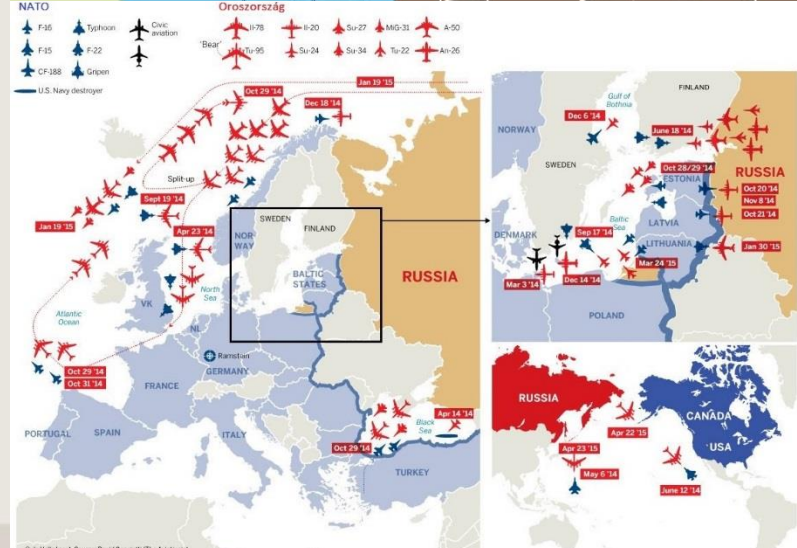 NATO
Oroszország
F-16
Typhoon
Civic
aviation
Il-78
Il-20
Su-27
MiG-31
A-50
F-15
F-22
'Bear'
Tu-95
Su-24
Su-34
Tu-22
An-26
CF-188
Gripen
U.S. Navy destroyer
Jan 19 '15
Oct 29 '14
Dec 18 '14
Split-up
Sept 19 '14
Jan 19 '15
Apr 23 '14
SWEDEN
FINLAND
NOR
WAY
RUSSIA
BALTIC
STATES
North
Sea
VK
Atlantic
Ocean
NL
Ramstein
GERMANY
Oct 29 '14
Oct 31 '14
FRANCE
Apr 14 '14
Black
Sea
PORTUGAL
SPAIN
ITALY
Oct 29 '14
TURKEY
FINLAND
Gulf of
Bothnia
Dec 6 '14
June 18 '14
NORWAY
SWEDEN
RUSSIA
Oct 28/29 '14
ESTONIA
Oct 20 '14
Nov 8 '14
Oct 21 '14
Baltic
Sea
LATVIA
DENMARK
Sep 17 '14
LITHUANIA
Jan 30 '15
Mar 24 '15
Mar 3 '14
Dec 14 '14
POLAND
RUSSIA
CANADA
USA
Apr 22 '15
Apr 23 '15
May 6 '14
June 12 '14